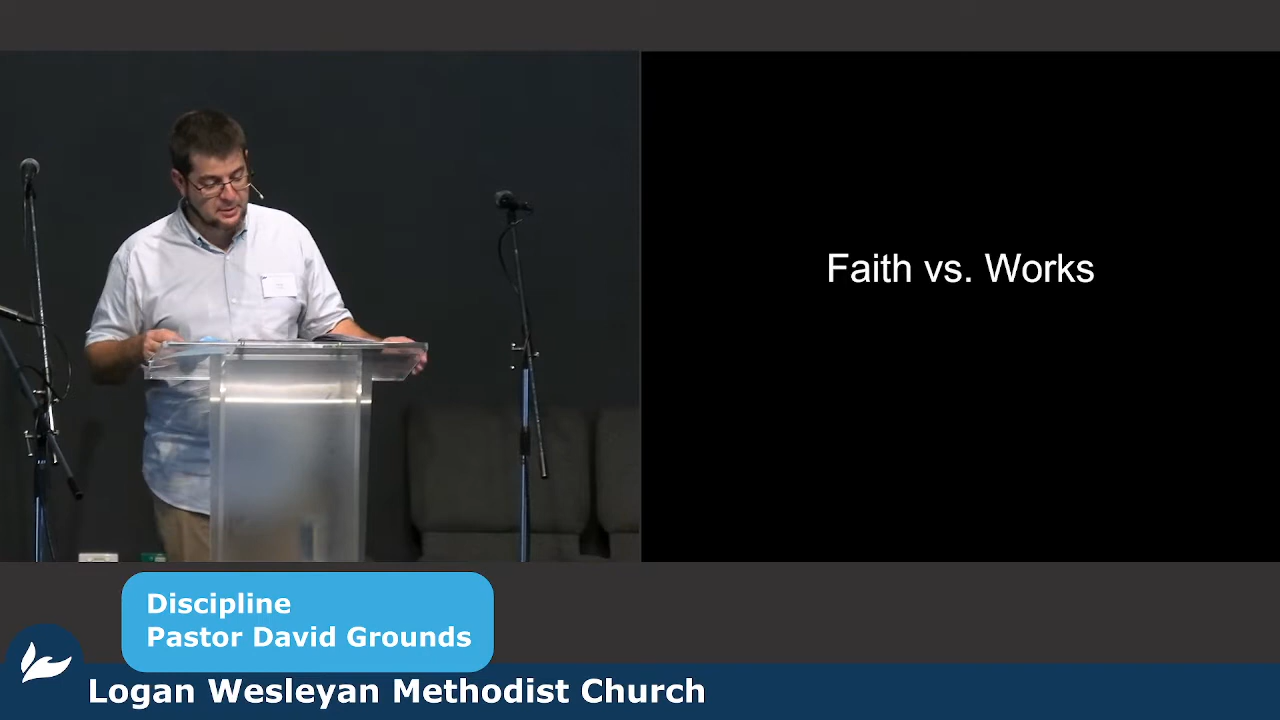 Faith vs. Works
Discipline
Pastor David Grounds
Logan Wesleyan Methodist Church